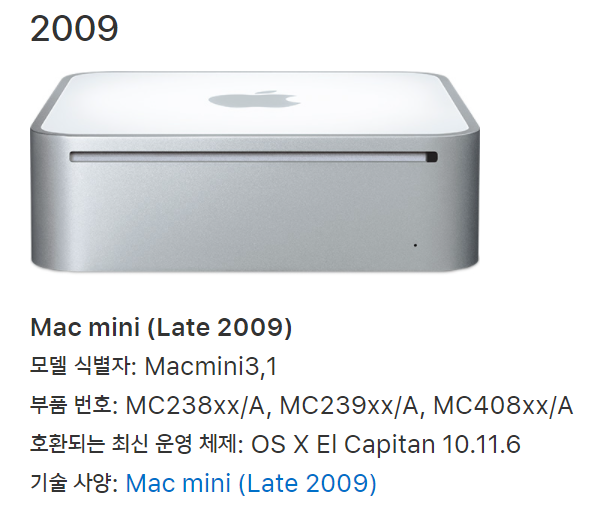 2009
Mac mini (Late 2009)
모델 식별자: Macmini3,1
부품 번호: MC238xx/A, MC239xx/A, MC408xx/A
호환되는 최신 운영 체제: OS X El Capitan 10.11.6
기술 사양: Mac mini (Late 2009)